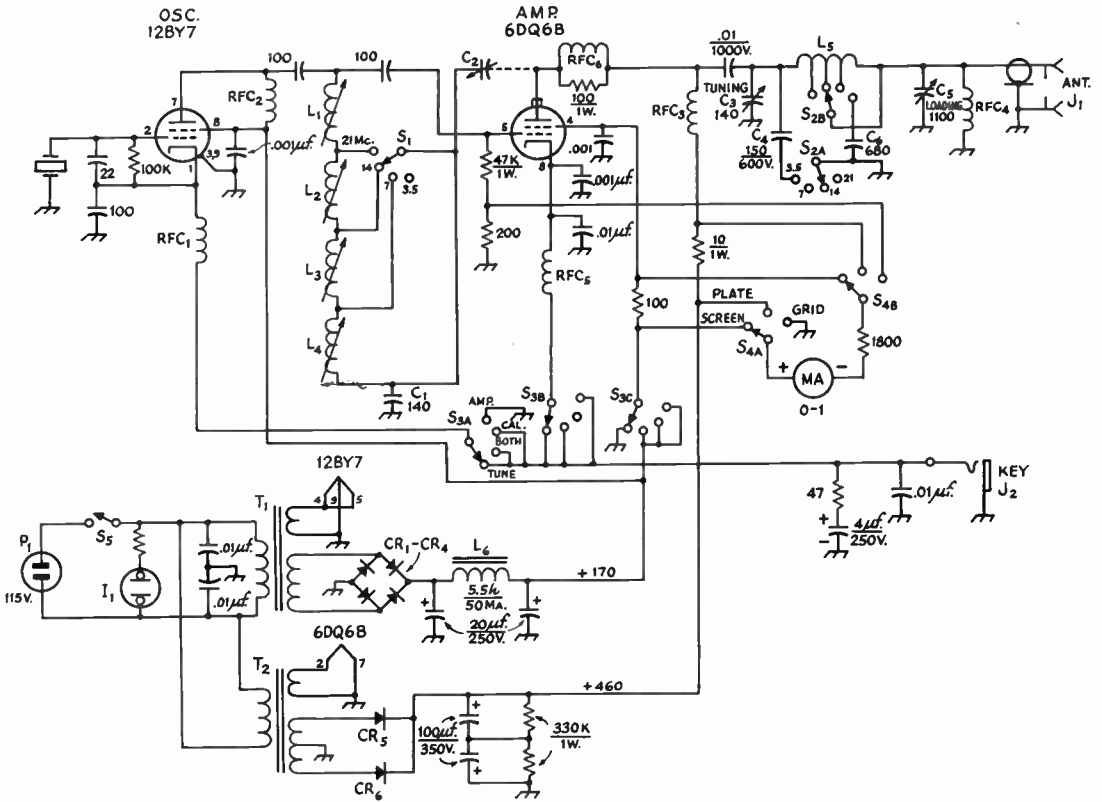 OSC.
12BY7
AMP.
6DQ6B
7
2
8
3,9
1
22
100K
100
.001µf.
RFC1
RFC2
100
100
L1
L2
L3
L4
21Mc.
14
7
3.5
S1
C1
140
C2
RFC6
100
1W.
5
4
8
47K
1W.
200
.001
.001µf.
.01µf.
RFC5
.01
1000V.
TUNING
C3
140
RFC3
L5
S2B
C4
150
600V.
S2A
3.5
7
14
21
C6
680
C5
LOADING
1100
RFC4
ANT.
J1
10
1W.
100
PLATE
SCREEN
GRID
S4A
S4B
1800
+
MA
-
0-1
S3A
AMP.
CAL.
BOTH
TUNE
S3B
S3C
47
+
-
4µf.
250V.
.01µf.
KEY
J2
P1
115V.
S5
I1
.01µf.
.01µf.
T1
12BY7
4
9
5
CR1-CR4
L6
5.5h
50MA.
+170
+
+
20µf.
250V.
T2
6DQ6B
2
7
CR5
CR6
+460
+
100µf.
350V.
+
330K
1W.